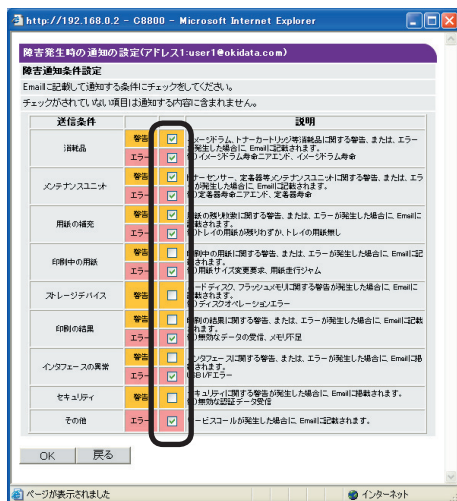 http://192.168.0.2 - C8800 - Microsoft Internet Explorer
障害発生時の通知の設定(アドレス1:user1@okidata.com)
障害通知条件設定
Emailに記載して通知する条件にチェックをしてください。
チェックがされていない項目は通知する内容に含まれません。
送信条件 説明
消耗品
警告
エラー
イメージドラム、トナーカートリッジ等消耗品に関する警告、または、エラー
が発生した場合に、Emailに記載されます。
イメージドラム寿命ニアエンド、イメージドラム寿命
メンテナンスユニット
警告
エラー
トナーセンサー、定着器等メンテナンスユニットに関する警告、または、エラ
ーが発生した場合に、Emailに記載されます。
定着器寿命ニアエンド、定着器寿命
用紙の補充
警告
エラー
用紙の残り枚数に関する警告、または、エラーが発生した場合に、Emailに
記載されます。
トレイの用紙が残りわずか、トレイの用紙無し
印刷中の用紙
警告
エラー
印刷中の用紙に関する警告、または、エラーが発生した場合に、Emailに記
載されます。
用紙サイズ変更要求、用紙走行ジャム
ストレージデバイス
警告
ハードディスク、フラッシュメモリに関する警告が発生した場合に、Emailに記
載されます。
ディスクオペレーションエラー
印刷の結果
警告
エラー
印刷の結果に関する警告、または、エラーが発生した場合に、Emailに記載
されます。
無効なデータの受信、メモリ不足
インタフェースの異常
警告
エラー
インタフェースに関する警告、または、エラーが発生した場合に、Emailに掲
載されます。
USB I/Fエラー
セキュリティ
警告
セキュリティに関する警告が発生した場合に、Emailに掲載されます。
無効な認証データ受信
その他
エラー
サービスコールが発生した場合に、Emailに記載されます。
OK 戻る
ページが表示されました インターネット